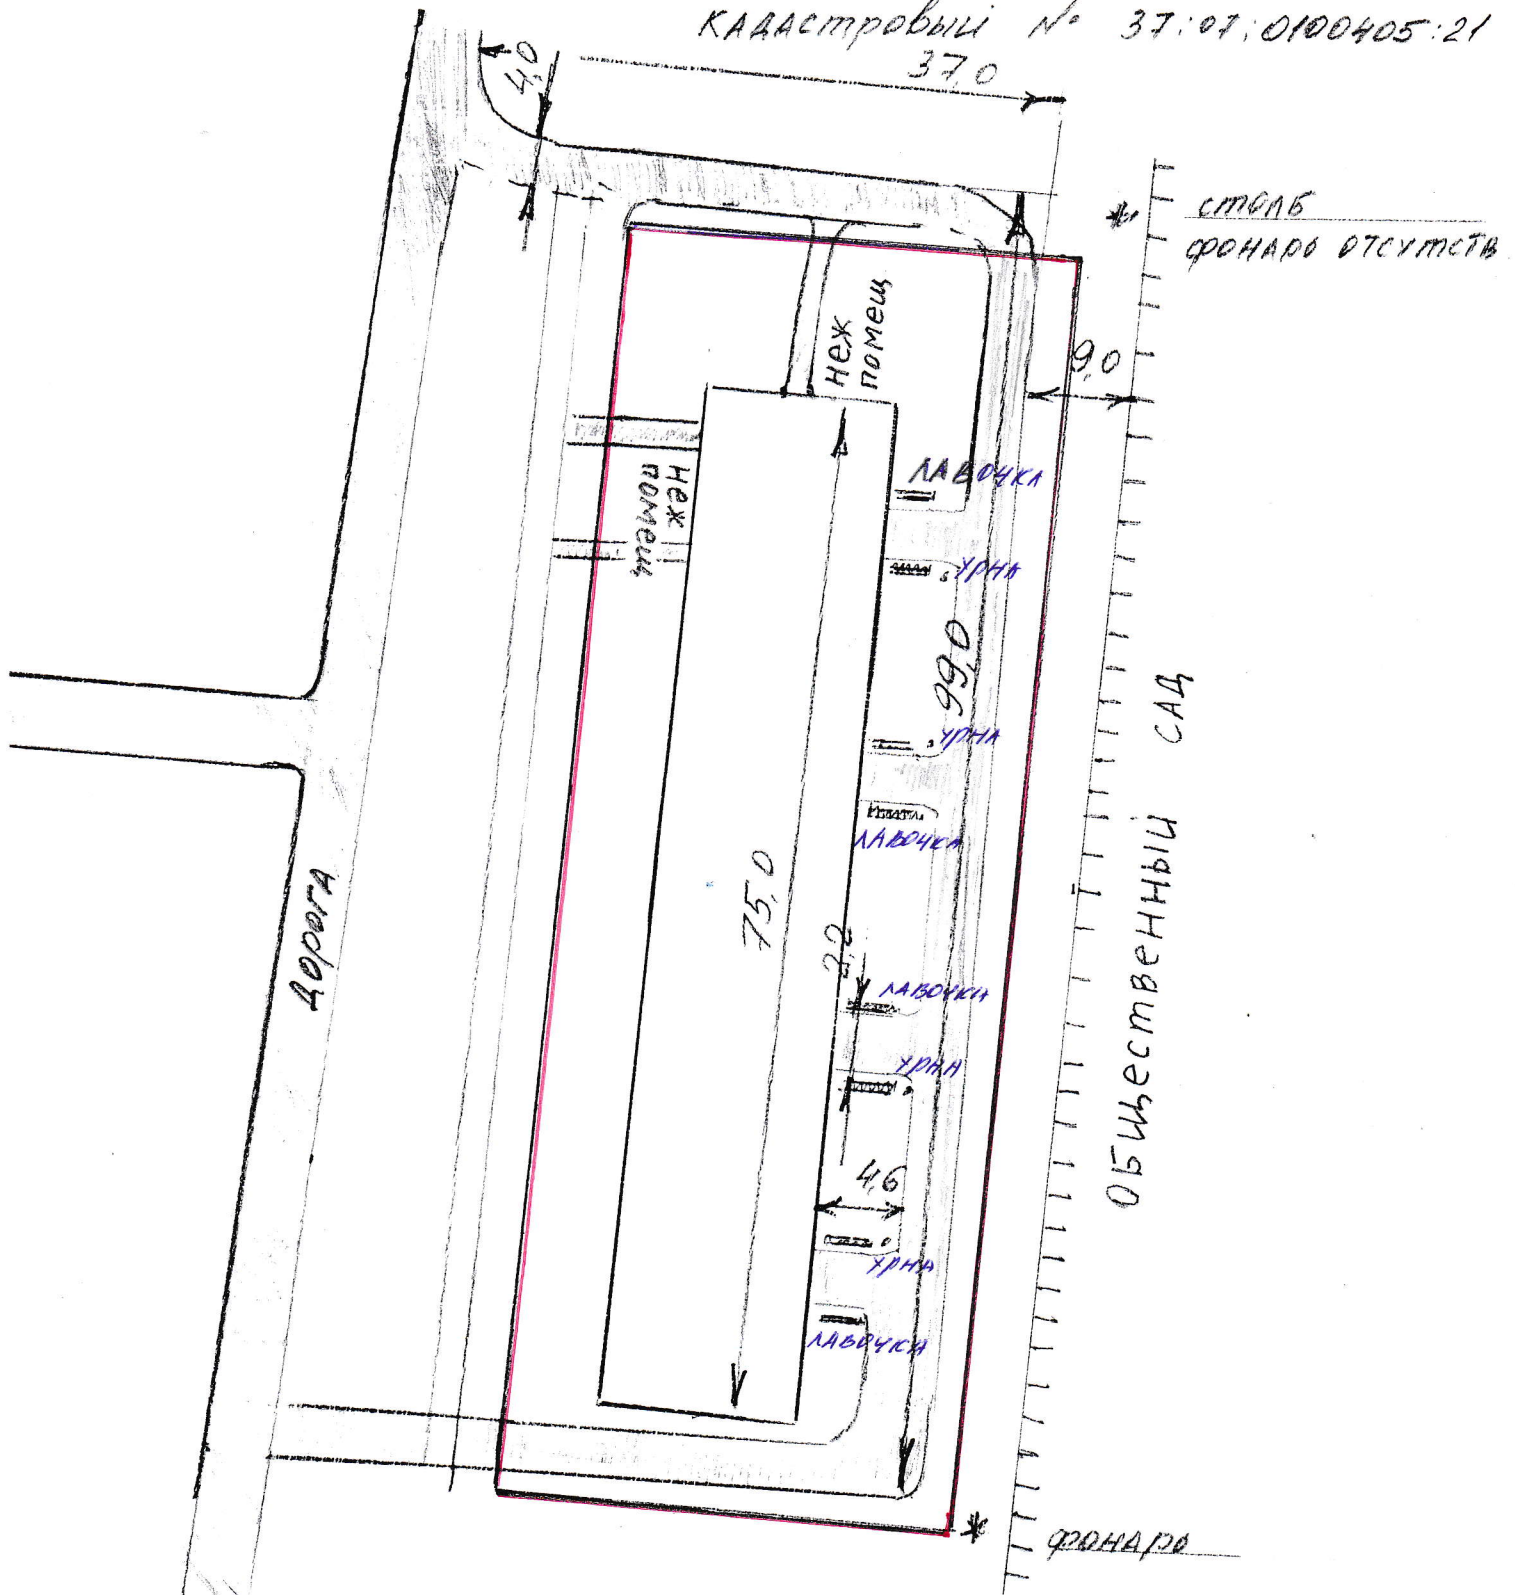 КАДАСТРОВЫЙ № 37:07:0100405:21
37,0
4,0
СТОЛБ
ФОНАРЬ ОТСУТСТВ
9,0
НЕЖ
ПОМЕЩ
ЛАВОЧКА
НЕЖ
ПОМЕЩ
УРНА
99,0
УРНА
ЛАВОЧКА
75,0
ДОРОГА
2,2
ЛАВОЧКА
УРНА
ОБЩЕСТВЕННЫЙ САД
4,6
УРНА
ЛАВОЧКА
ФОНАРЬ